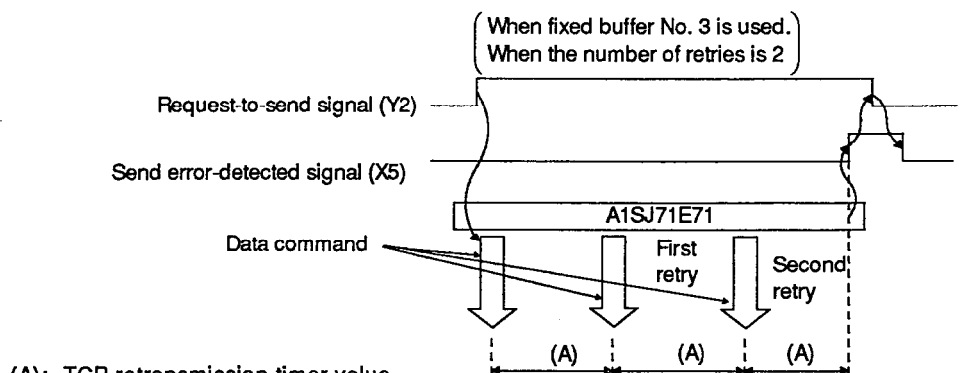 When fixed buffer No. 3 is used.
When the number of retries is 2
Request-to-send signal (Y2)
Send error-detected signal (X5)
A1SJ71E71
Data command
First
retry
Second
retry
(A)
(A)
(A)
(A): TCP retransmission timer value